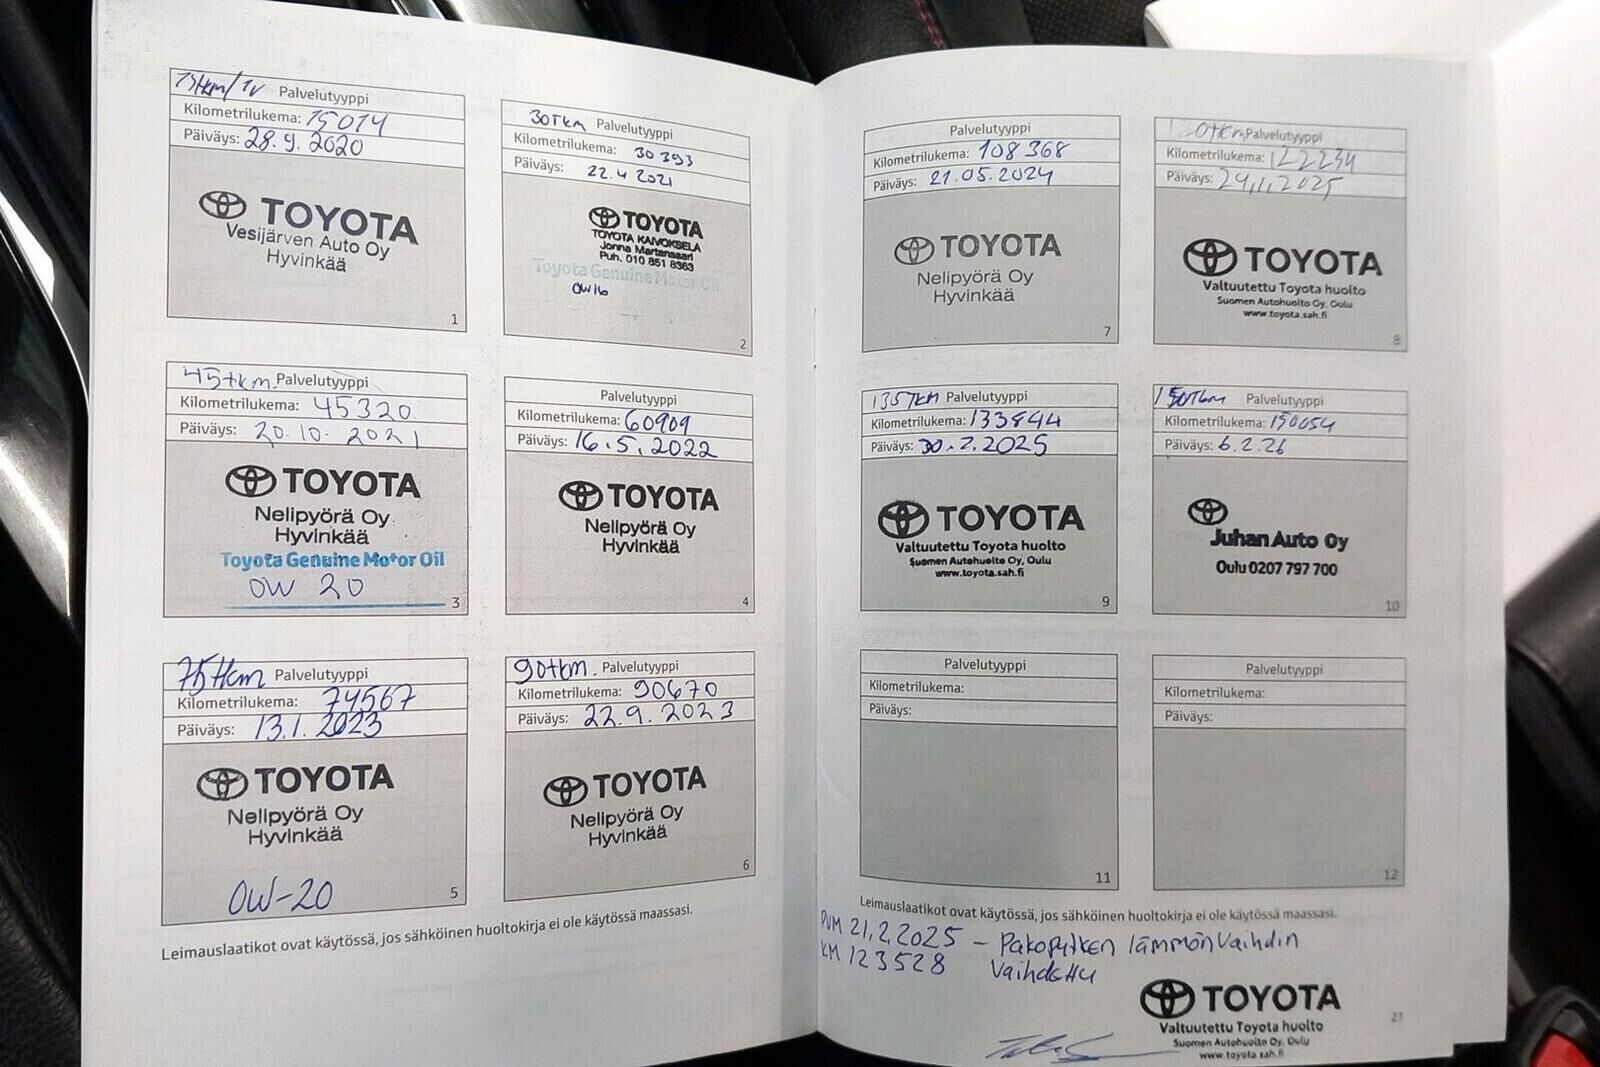 15tkm/1v Palvelutyyppi
Kilometrilukema: 15014
Päiväys: 28.9.2020
TOYOTA
Vesijärven Auto Oy
Hyvinkää
1
30Tkm Palvelutyyppi
Kilometrilukema: 30 393
Päiväys: 22.4 2021
TOYOTA
TOYOTA KAIVOKSELA
Jonna Martansaari
Puh. 010 851 8363
Toyota Genuine Motor Oil
0W16
2
45tkm. Palvelutyyppi
Kilometrilukema: 45320
Päiväys: 20.10.2021
TOYOTA
Nelipyörä Oy
Hyvinkää
Toyota Genuine Motor Oil
0W 20
3
Palvelutyyppi
Kilometrilukema: 60909
Päiväys: 16.5.2022
TOYOTA
Nelipyörä Oy
Hyvinkää
4
75tkm Palvelutyyppi
Kilometrilukema: 74567
Päiväys: 13.1.2023
TOYOTA
Nelipyörä Oy
Hyvinkää
0W-20
5
90tkm. Palvelutyyppi
Kilometrilukema: 90670
Päiväys: 22.9.2023
TOYOTA
Nelipyörä Oy
Hyvinkää
6
Leimauslaatikot ovat käytössä, jos sähköinen huoltokirja ei ole käytössä maassasi.
Palvelutyyppi
Kilometrilukema: 108 368
Päiväys: 21.05.2024
TOYOTA
Nelipyörä Oy
Hyvinkää
7
120tkm Palvelutyyppi
Kilometrilukema: 122234
Päiväys: 24.1.2025
TOYOTA
Valtuutettu Toyota huolto
Suomen Autohuolto Oy, Oulu
www.toyota.sah.fi
8
135TKM Palvelutyyppi
Kilometrilukema: 133844
Päiväys: 30.7.2025
TOYOTA
Valtuutettu Toyota huolto
Suomen Autohuolto Oy, Oulu
www.toyota.sah.fi
9
150Tkm Palvelutyyppi
Kilometrilukema: 150054
Päiväys: 6.2.26
Juhan Auto Oy
Oulu 0207 797 700
10
Palvelutyyppi
Kilometrilukema:
Päiväys:
11
Palvelutyyppi
Kilometrilukema:
Päiväys:
12
Leimauslaatikot ovat käytössä, jos sähköinen huoltokirja ei ole käytössä maassasi.
PVM 21.2.2025 – Pakoputken lämmönvaihdin
KM 123528 vaihdettu
TOYOTA
Valtuutettu Toyota huolto
Suomen Autohuolto Oy, Oulu
www.toyota.sah.fi
27